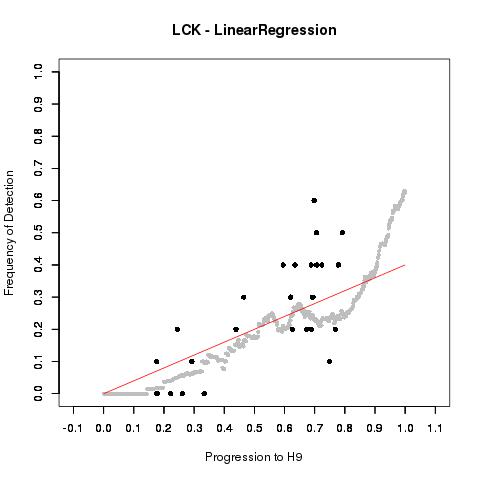 LCK - LinearRegression
Frequency of Detection
1.0
0.9
0.8
0.7
0.6
0.5
0.4
0.3
0.2
0.1
0.0
-0.1 0.0 0.1 0.2 0.3 0.4 0.5 0.6 0.7 0.8 0.9 1.0 1.1
Progression to H9